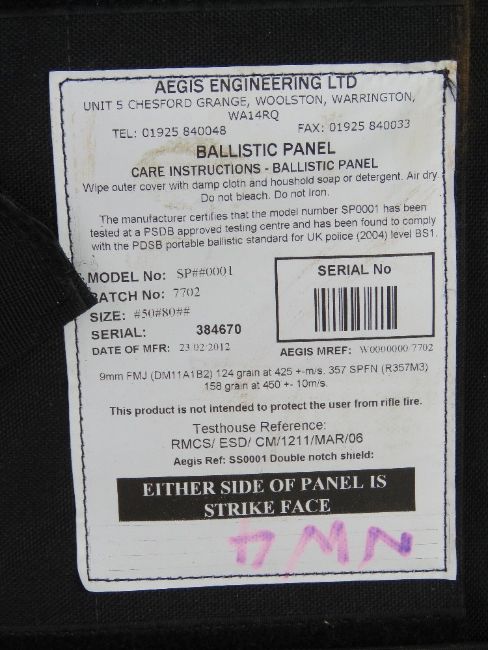 AEGIS ENGINEERING LTD
UNIT 5 CHESFORD GRANGE, WOOLSTON, WARRINGTON,
WA14RQ
TEL: 01925 840048 FAX: 01925 840033
BALLISTIC PANEL
CARE INSTRUCTIONS - BALLISTIC PANEL
Wipe outer cover with damp cloth and houshold soap or detergent. Air dry.
Do not bleach. Do not Iron.
The manufacturer certifies that the model number SP0001 has been
tested at a PSDB approved testing centre and has been found to comply
with the PDSB portable ballistic standard for UK police (2004) level BS1.
MODEL No: SP##0001
BATCH No: 7702
SIZE: #50#80##
SERIAL: 384670
DATE OF MFR: 23/02/2012
SERIAL No
AEGIS MREF: W0000000/7702
9mm FMJ (DM11A1B2) 124 grain at 425 +-m/s. 357 SPFN (R357M3)
158 grain at 450 +- 10m/s.
This product is not intended to protect the user from rifle fire.
Testhouse Reference:
RMCS/ ESD/ CM/1211/MAR/06
Aegis Ref: SS0001 Double notch shield:
EITHER SIDE OF PANEL IS
STRIKE FACE